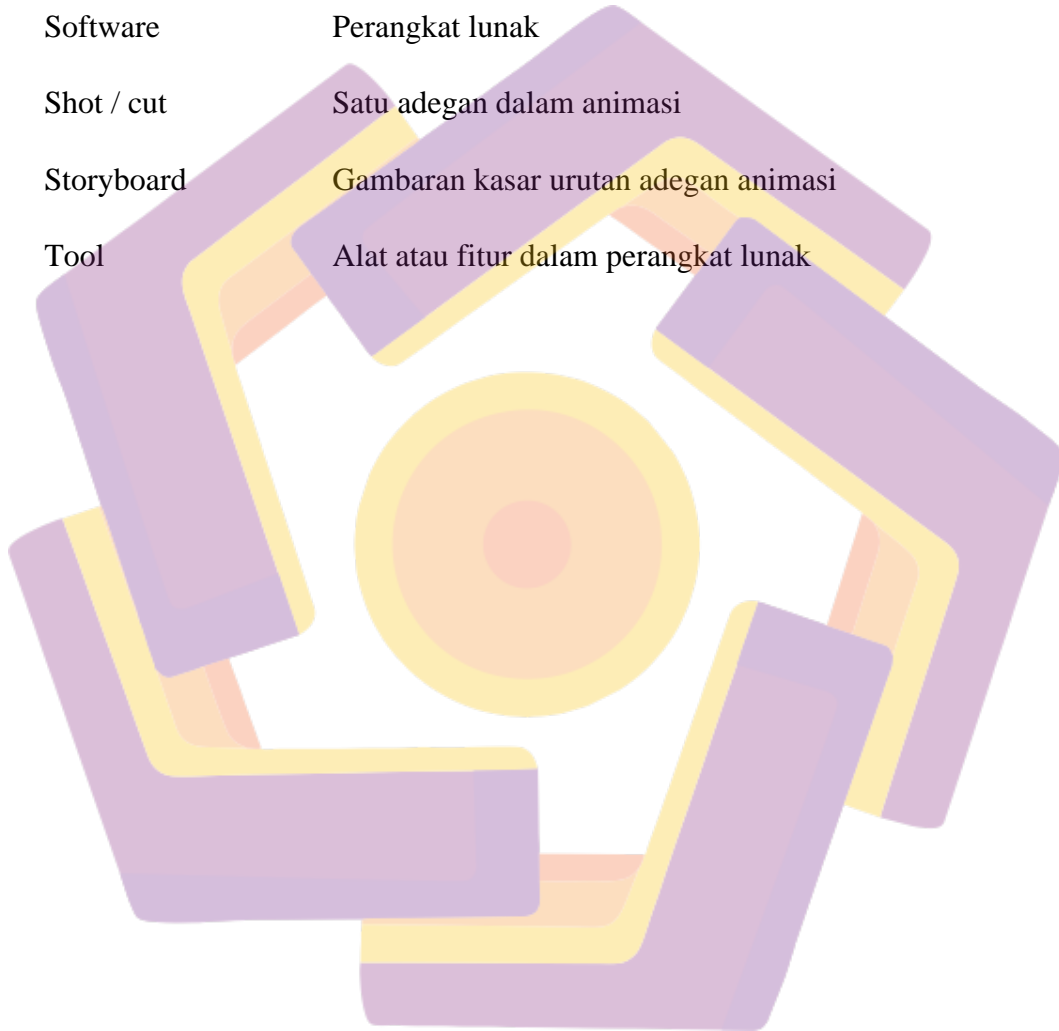 Software Perangkat lunak
Shot / cut Satu adegan dalam animasi
Storyboard Gambaran kasar urutan adegan animasi
Tool Alat atau fitur dalam perangkat lunak